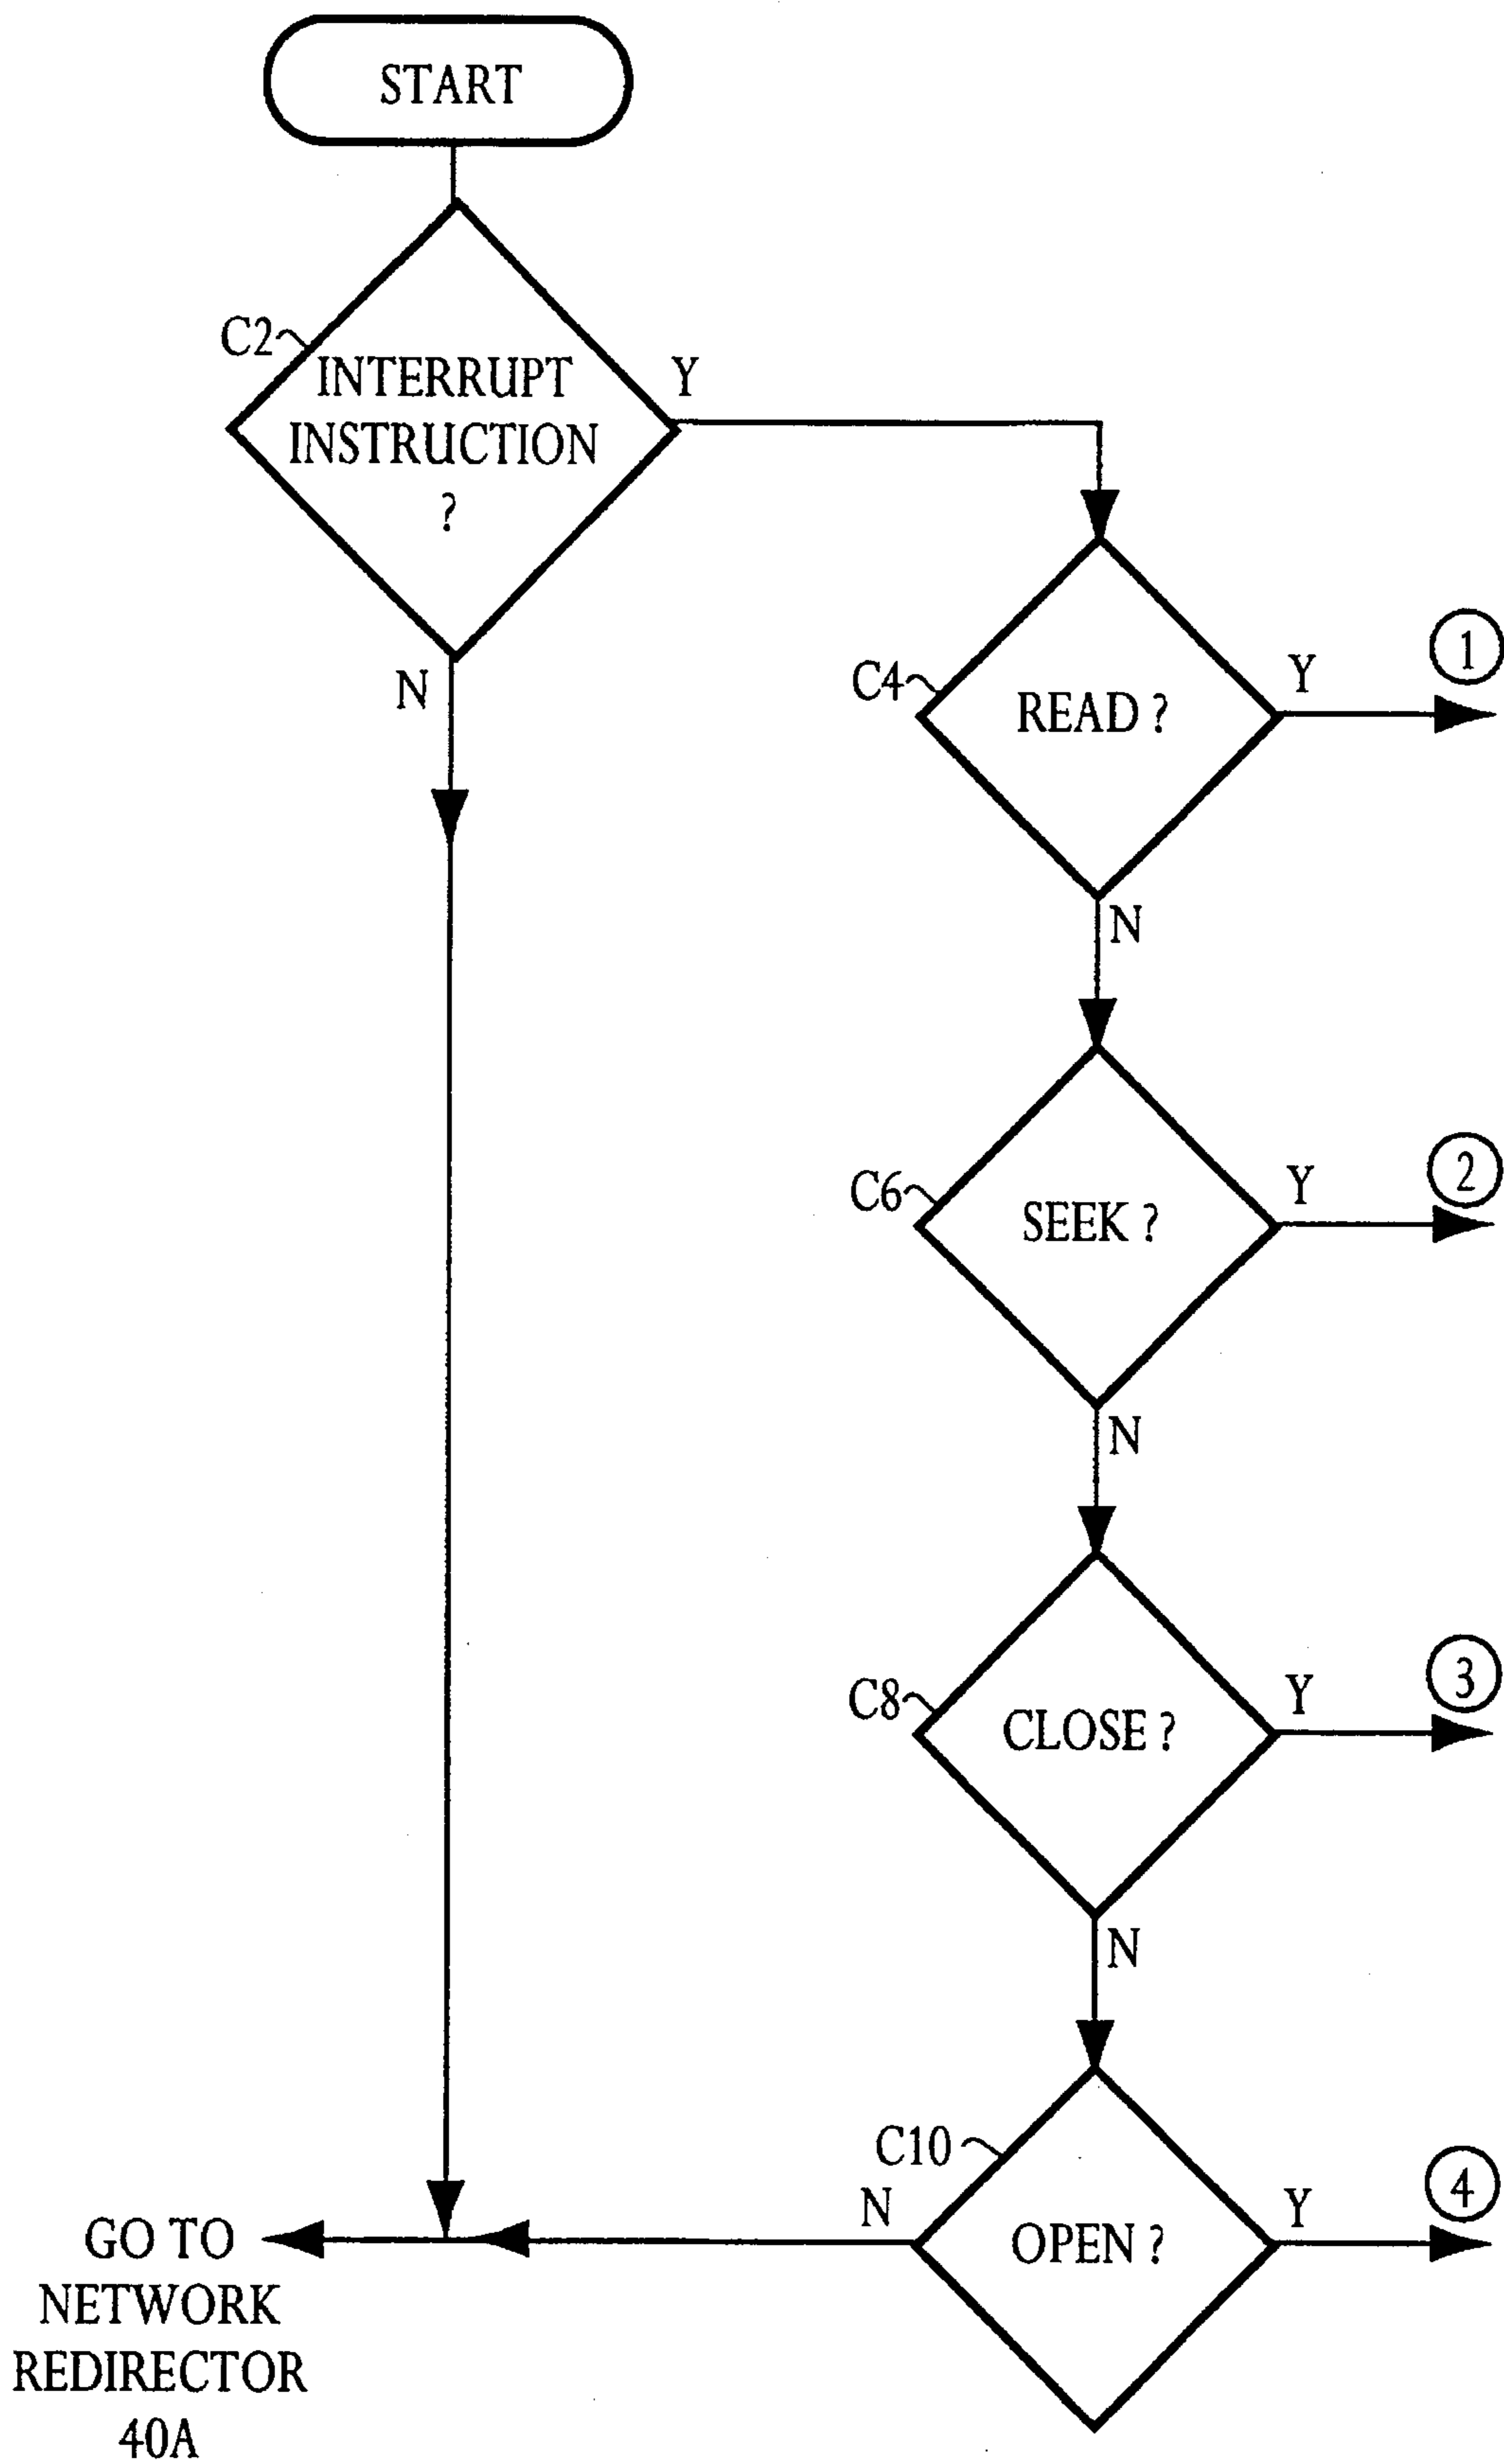 START
C2
INTERRUPT
INSTRUCTION
?
Y
N
C4
READ ?
Y
1
N
C6
SEEK ?
Y
2
N
C8
CLOSE ?
Y
3
N
C10
OPEN ?
N
Y
4
GO TO
NETWORK
REDIRECTOR
40A